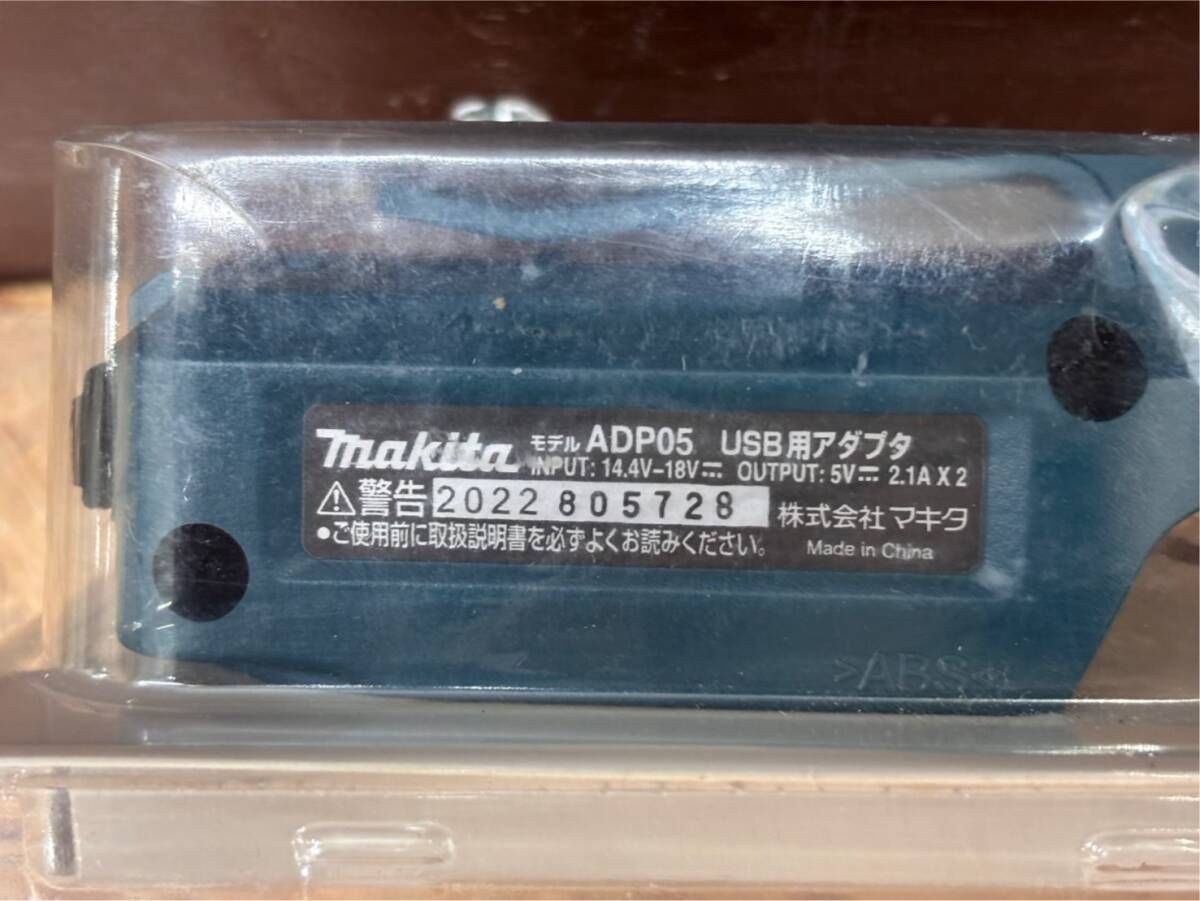 makita モデル ADP05 USB用アダプタ
INPUT: 14.4V-18V⎓ OUTPUT: 5V⎓ 2.1A X 2
⚠警告 2022 805728 株式会社マキタ
●ご使用前に取扱説明書を必ずよくお読みください。 Made in China
>ABS<